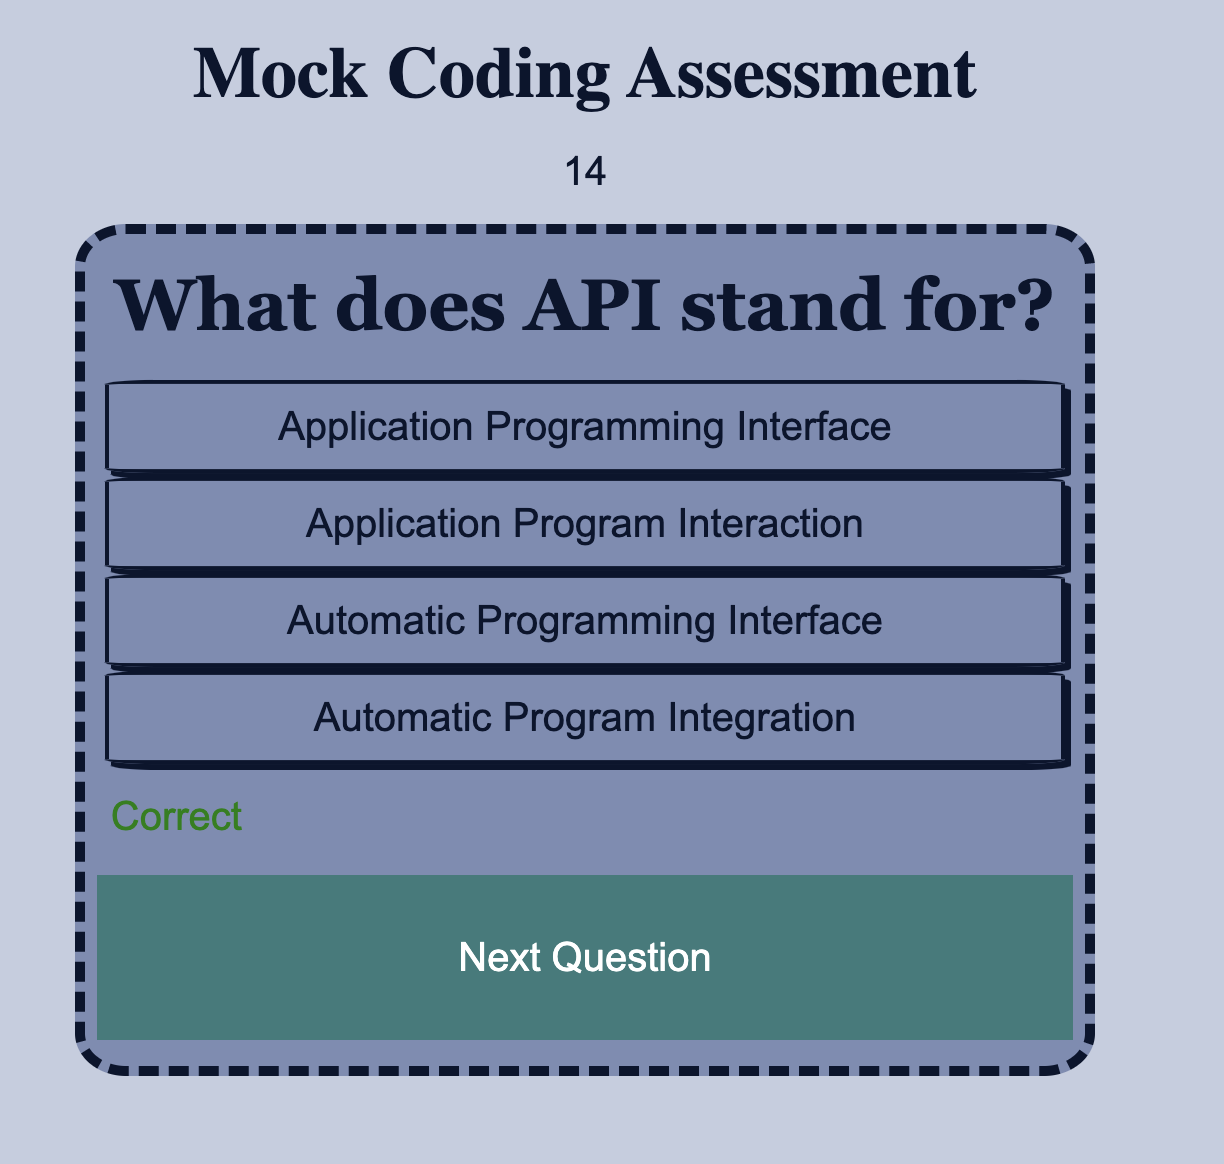 Mock Coding Assessment
14
What does API stand for?
Application Programming Interface
Application Program Interaction
Automatic Programming Interface
Automatic Program Integration
Correct
Next Question